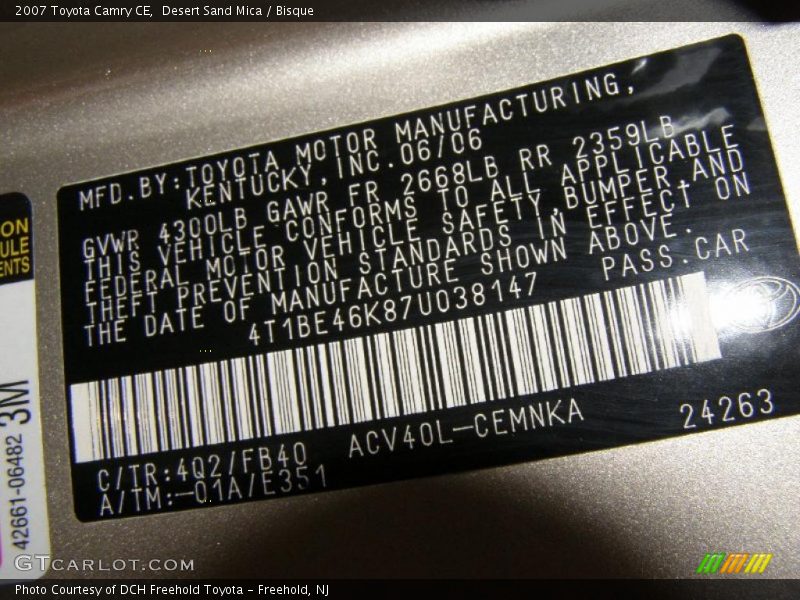 2007 Toyota Camry CE,  Desert Sand Mica / Bisque
MFD.BY:TOYOTA MOTOR MANUFACTURING,
KENTUCKY,INC.06/06
GVWR 4300LB GAWR FR 2668LB RR 2359LB
THIS VEHICLE CONFORMS TO ALL APPLICABLE
FEDERAL MOTOR VEHICLE SAFETY,BUMPER AND
THEFT PREVENTION STANDARDS IN EFFECT ON
THE DATE OF MANUFACTURE SHOWN ABOVE.
4T1BE46K87U038147 PASS.CAR
C/TR:4Q2/FB40 ACV40L-CEMNKA 24263
A/TM:-01A/E351
ON
ULE
ENTS
3M
42661-06482
GTCARLOT.COM
Photo Courtesy of DCH Freehold Toyota - Freehold, NJ